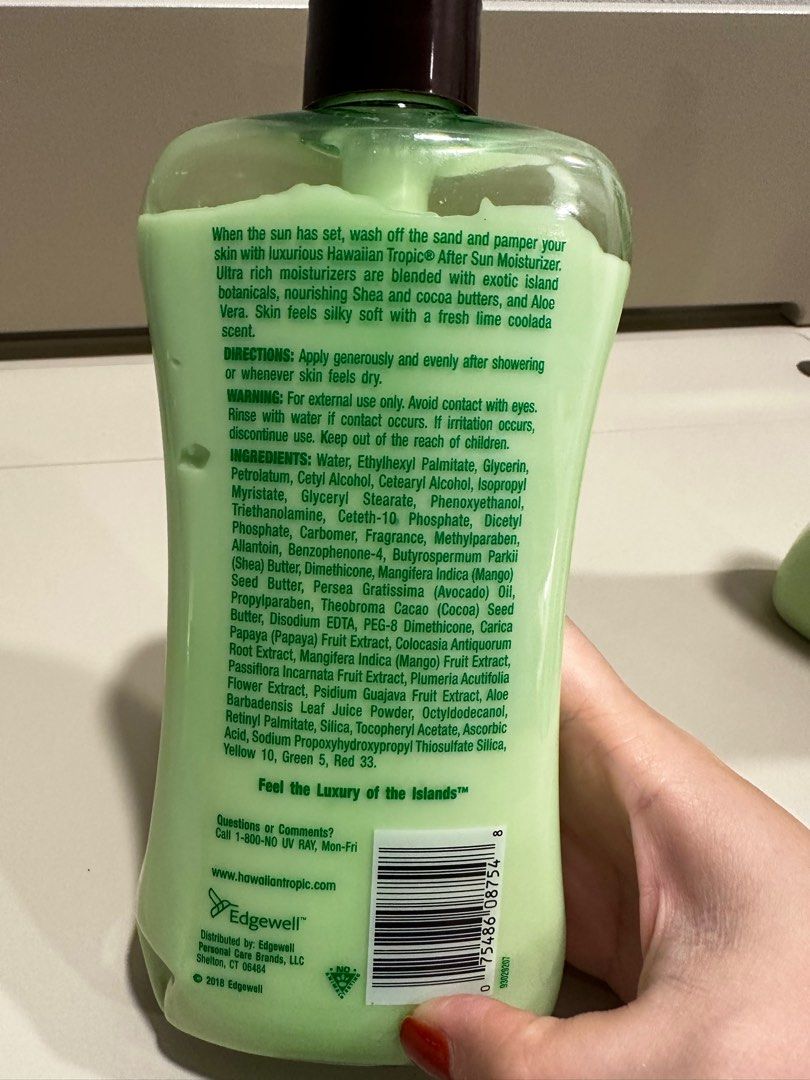 When the sun has set, wash off the sand and pamper your
skin with luxurious Hawaiian Tropic® After Sun Moisturizer.
Ultra rich moisturizers are blended with exotic island
botanicals, nourishing Shea and cocoa butters, and Aloe
Vera. Skin feels silky soft with a fresh lime coolada
scent.
DIRECTIONS: Apply generously and evenly after showering
or whenever skin feels dry.
WARNING: For external use only. Avoid contact with eyes.
Rinse with water if contact occurs. If irritation occurs,
discontinue use. Keep out of the reach of children.
INGREDIENTS: Water, Ethylhexyl Palmitate, Glycerin,
Petrolatum, Cetyl Alcohol, Cetearyl Alcohol, Isopropyl
Myristate, Glyceryl Stearate, Phenoxyethanol,
Triethanolamine, Ceteth-10 Phosphate, Dicetyl
Phosphate, Carbomer, Fragrance, Methylparaben,
Allantoin, Benzophenone-4, Butyrospermum Parkii
(Shea) Butter, Dimethicone, Mangifera Indica (Mango)
Seed Butter, Persea Gratissima (Avocado) Oil,
Propylparaben, Theobroma Cacao (Cocoa) Seed
Butter, Disodium EDTA, PEG-8 Dimethicone, Carica
Papaya (Papaya) Fruit Extract, Colocasia Antiquorum
Root Extract, Mangifera Indica (Mango) Fruit Extract,
Passiflora Incarnata Fruit Extract, Plumeria Acutifolia
Flower Extract, Psidium Guajava Fruit Extract, Aloe
Barbadensis Leaf Juice Powder, Octyldodecanol,
Retinyl Palmitate, Silica, Tocopheryl Acetate, Ascorbic
Acid, Sodium Propoxyhydroxypropyl Thiosulfate Silica,
Yellow 10, Green 5, Red 33.
Feel the Luxury of the Islands™
Questions or Comments?
Call 1-800-NO UV RAY, Mon-Fri
www.hawaiiantropic.com
Edgewell™
Distributed by: Edgewell
Personal Care Brands, LLC
Shelton, CT 06484
© 2018 Edgewell
NO
TESTING
0 75486 08754 8